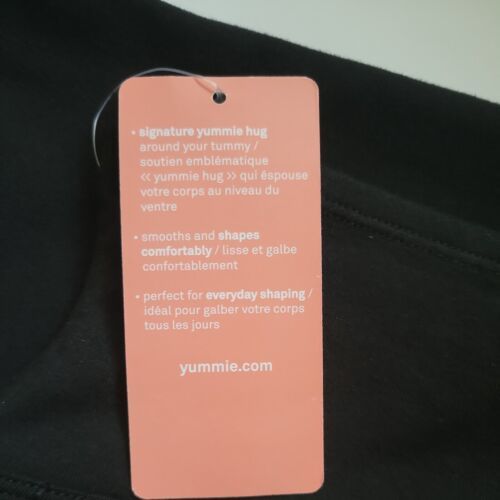 • signature yummie hug
around your tummy /
soutien emblématique
<< yummie hug >> qui éspouse
votre corps au niveau du
ventre
• smooths and shapes
comfortably / lisse et galbe
confortablement
• perfect for everyday shaping /
idéal pour galber votre corps
tous les jours
yummie.com